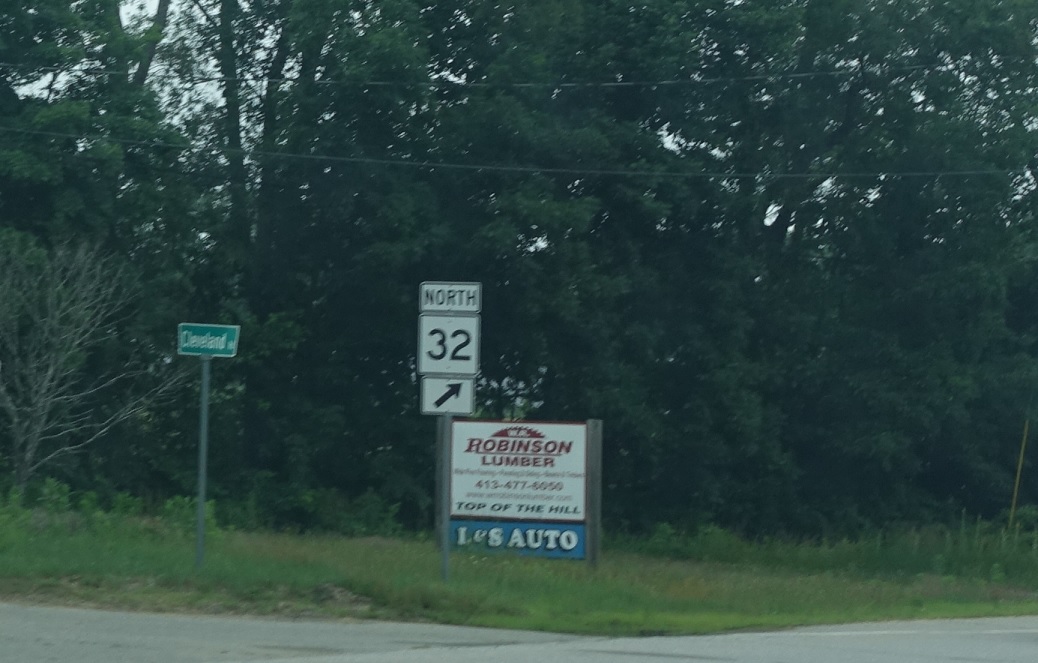 Cleveland
NORTH
32
W.R.
ROBINSON
LUMBER
413-477-6050
TOP OF THE HILL
L & S AUTO